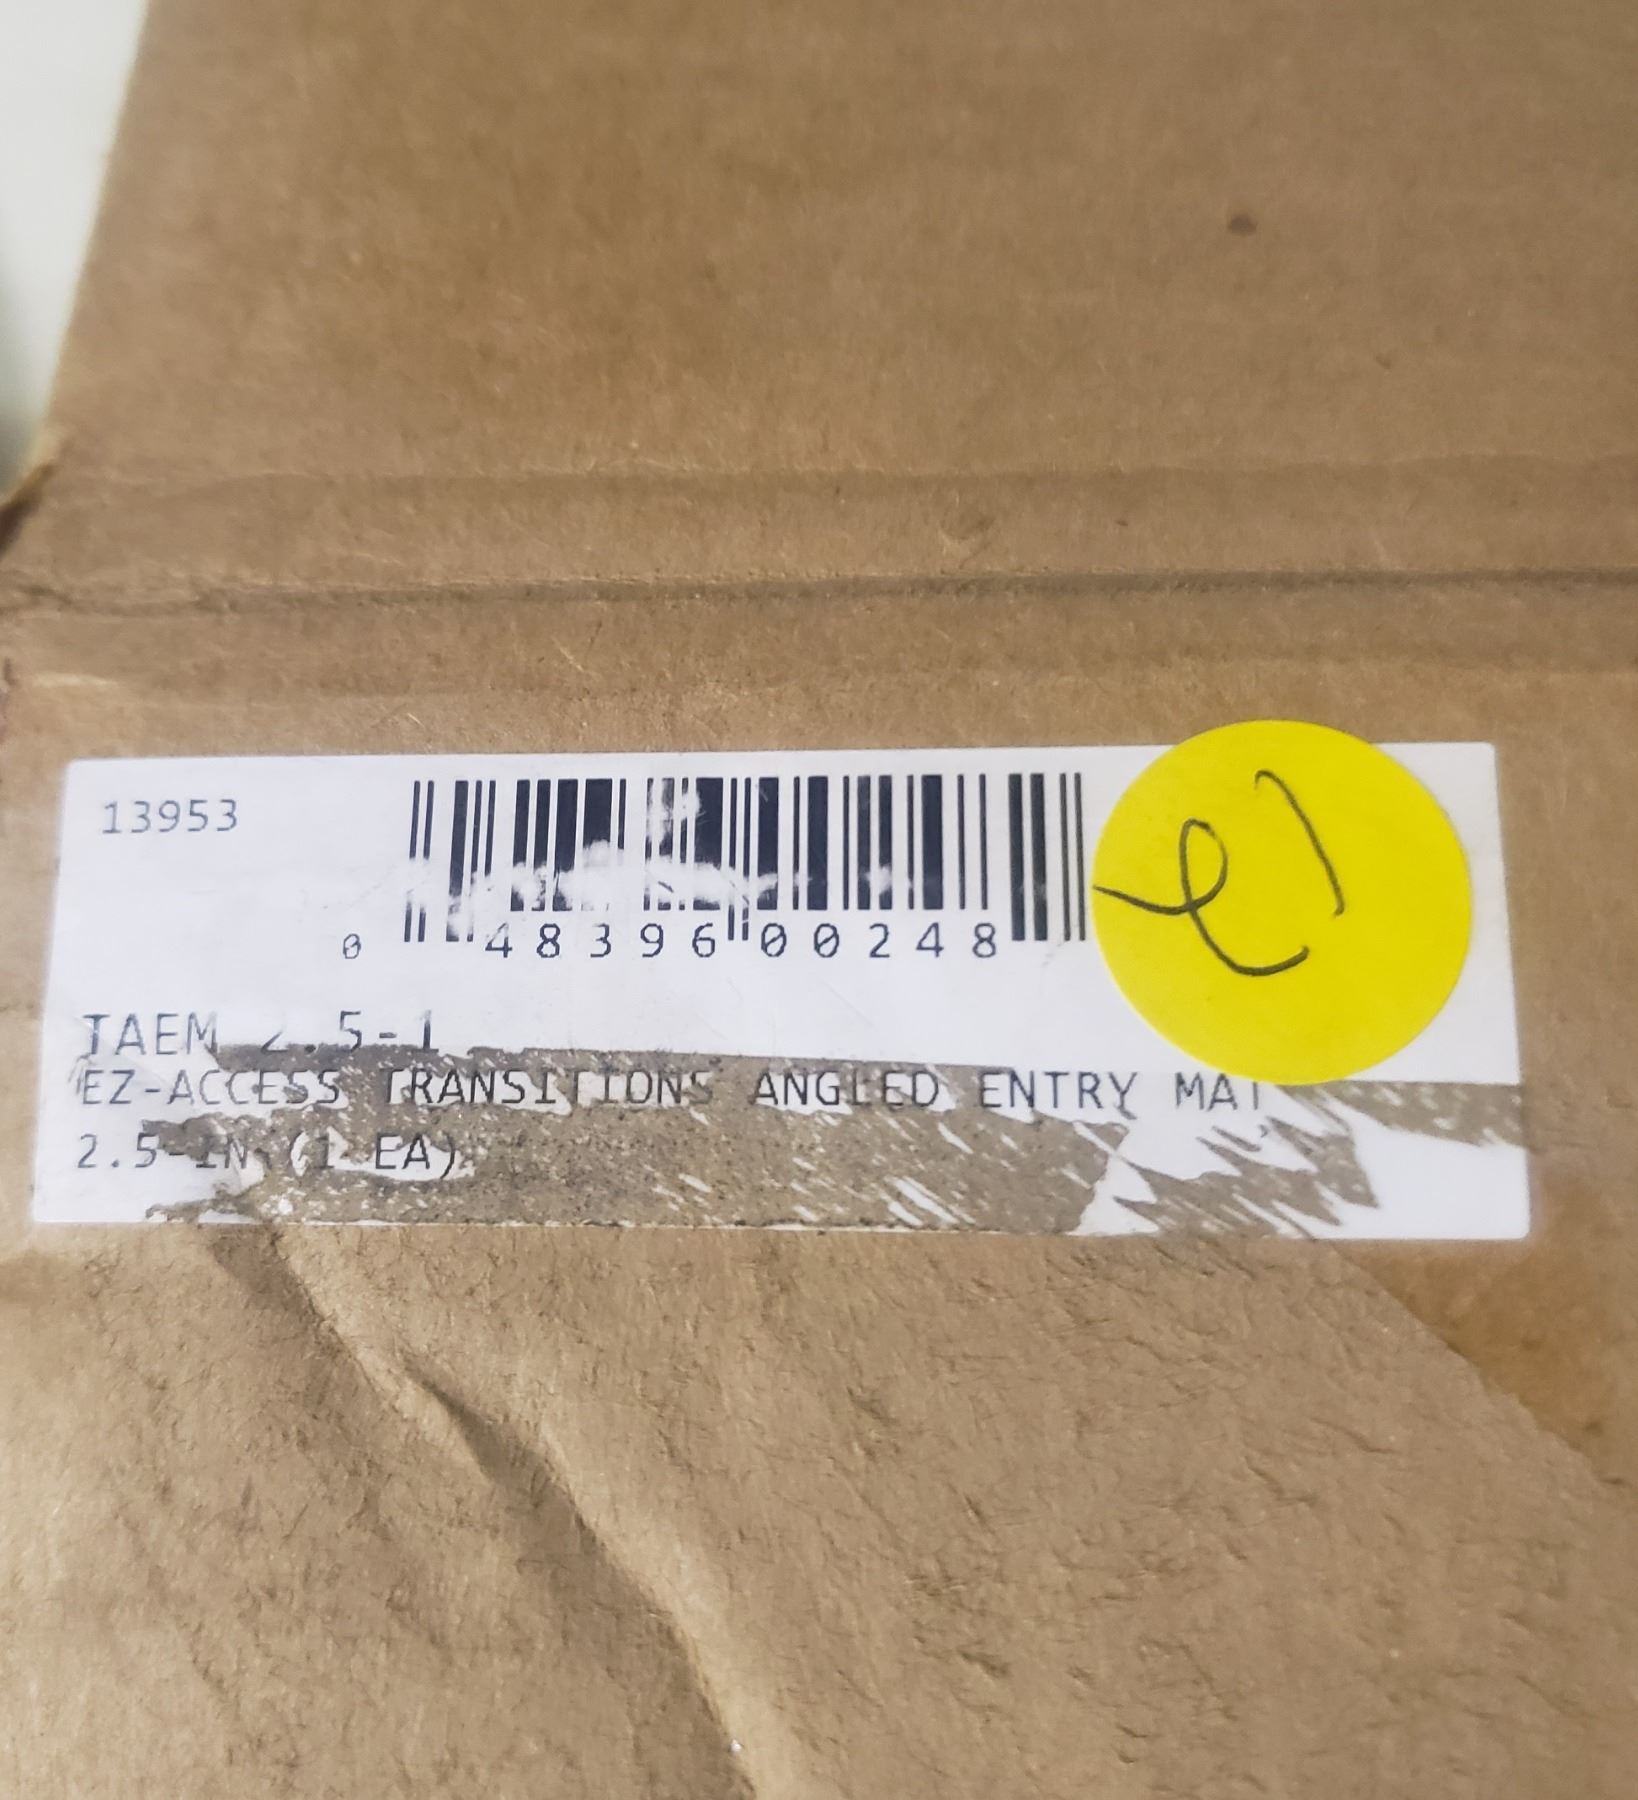 13953
0 48396 00248
TAEM 2.5-1
EZ-ACCESS TRANSITIONS ANGLED ENTRY MAT
2.5-IN (1 EA)